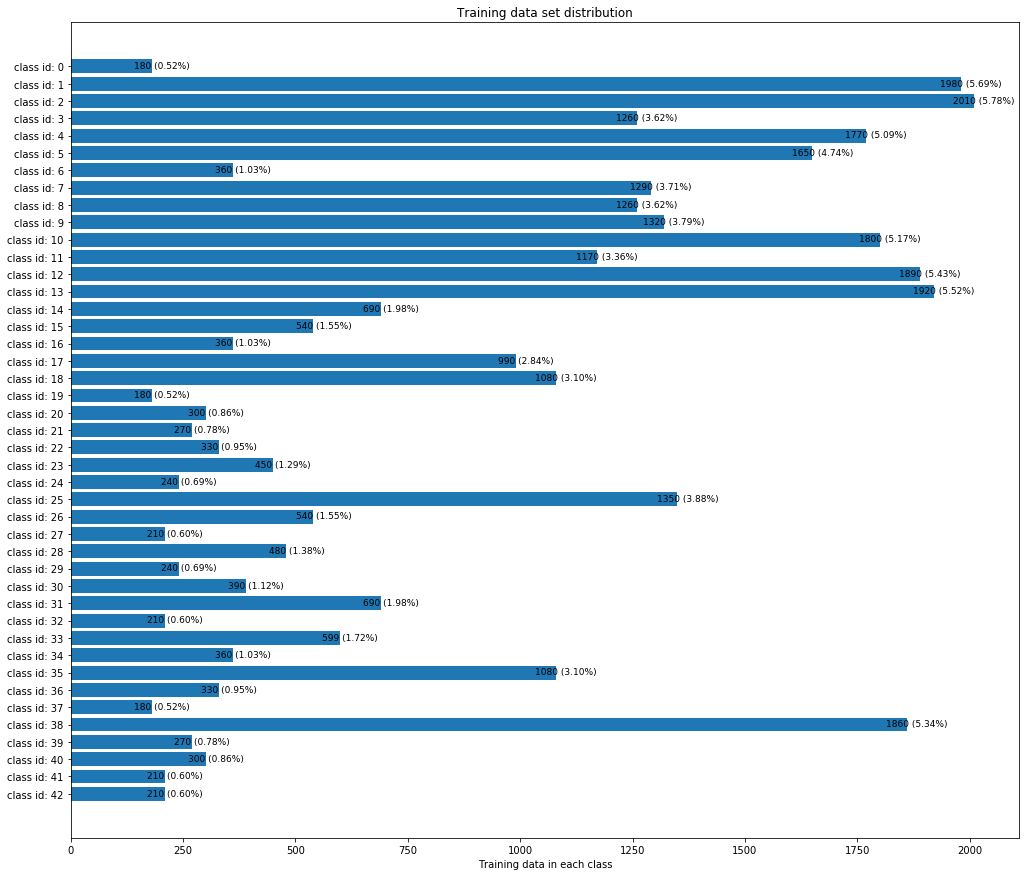 Training data set distribution
class id: 0 180 (0.52%)
class id: 1 1980 (5.69%)
class id: 2 2010 (5.78%)
class id: 3 1260 (3.62%)
class id: 4 1770 (5.09%)
class id: 5 1650 (4.74%)
class id: 6 360 (1.03%)
class id: 7 1290 (3.71%)
class id: 8 1260 (3.62%)
class id: 9 1320 (3.79%)
class id: 10 1800 (5.17%)
class id: 11 1170 (3.36%)
class id: 12 1890 (5.43%)
class id: 13 1920 (5.52%)
class id: 14 690 (1.98%)
class id: 15 540 (1.55%)
class id: 16 360 (1.03%)
class id: 17 990 (2.84%)
class id: 18 1080 (3.10%)
class id: 19 180 (0.52%)
class id: 20 300 (0.86%)
class id: 21 270 (0.78%)
class id: 22 330 (0.95%)
class id: 23 450 (1.29%)
class id: 24 240 (0.69%)
class id: 25 1350 (3.88%)
class id: 26 540 (1.55%)
class id: 27 210 (0.60%)
class id: 28 480 (1.38%)
class id: 29 240 (0.69%)
class id: 30 390 (1.12%)
class id: 31 690 (1.98%)
class id: 32 210 (0.60%)
class id: 33 599 (1.72%)
class id: 34 360 (1.03%)
class id: 35 1080 (3.10%)
class id: 36 330 (0.95%)
class id: 37 180 (0.52%)
class id: 38 1860 (5.34%)
class id: 39 270 (0.78%)
class id: 40 300 (0.86%)
class id: 41 210 (0.60%)
class id: 42 210 (0.60%)
0 250 500 750 1000 1250 1500 1750 2000
Training data in each class